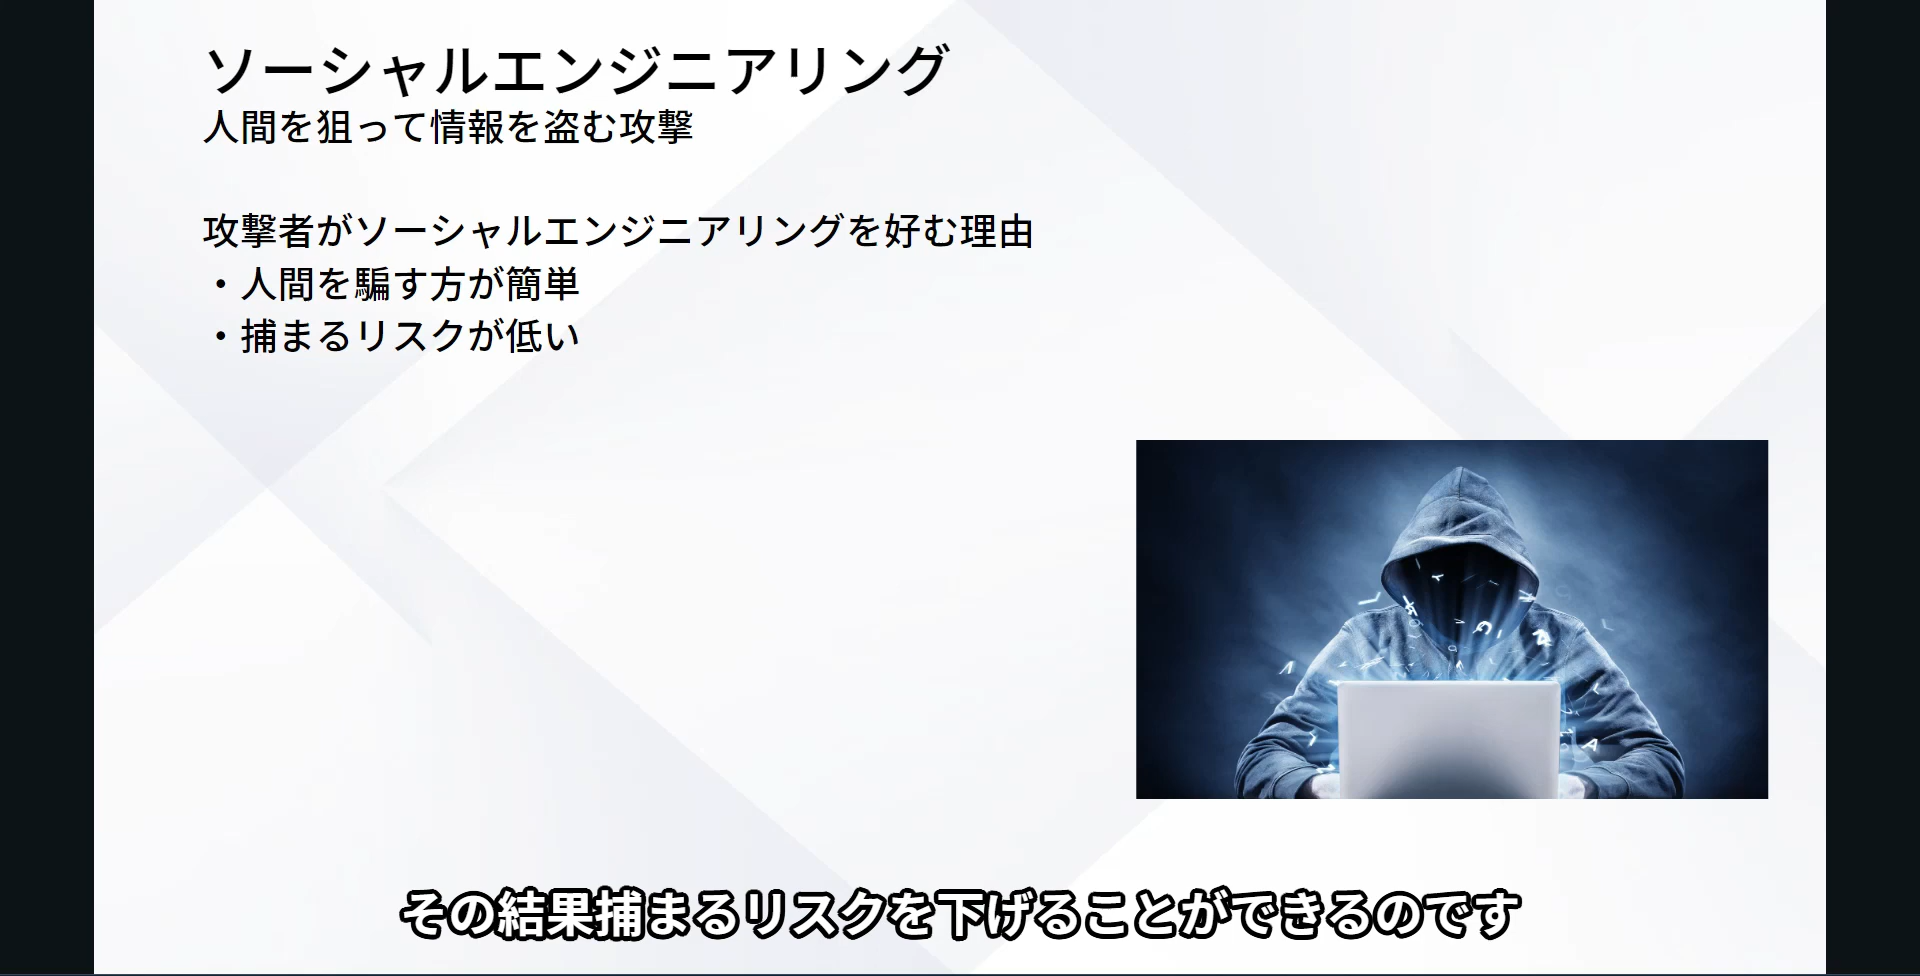 ソーシャルエンジニアリング
人間を狙って情報を盗む攻撃
攻撃者がソーシャルエンジニアリングを好む理由
・人間を騙す方が簡単
・捕まるリスクが低い
その結果捕まるリスクを下げることができるのです